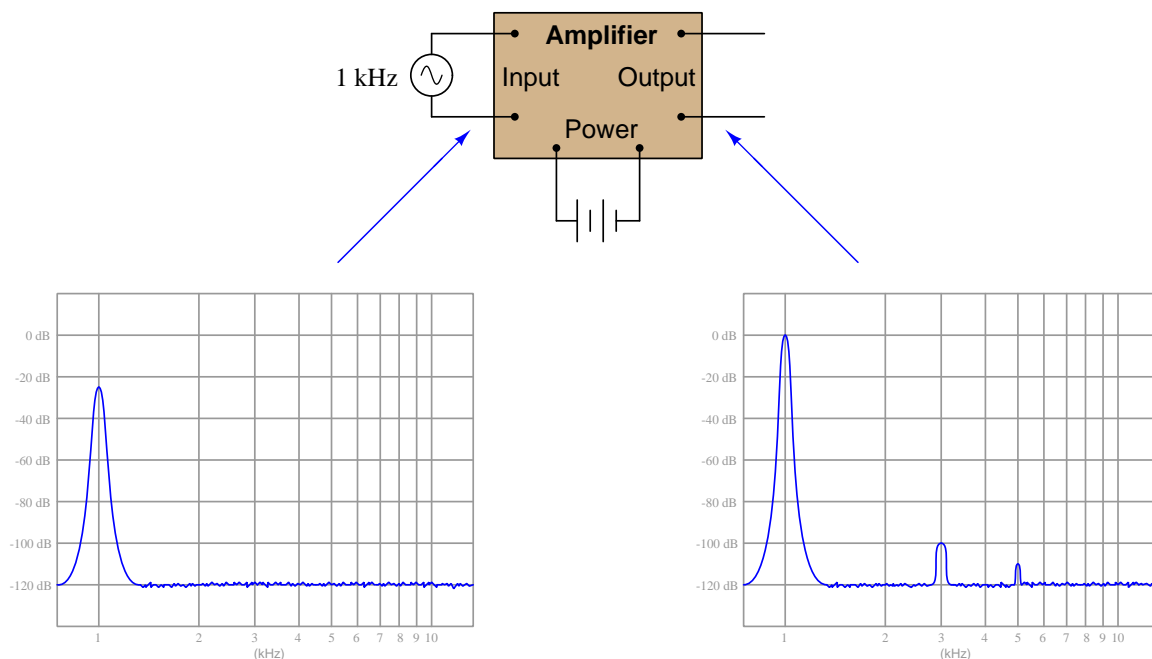 Amplifier
1 kHz Input Output
Power
0 dB
-20 dB
-40 dB
-60 dB
-80 dB
-100 dB
-120 dB
1 2 3 4 5 6 7 8 9 10
(kHz)
0 dB
-20 dB
-40 dB
-60 dB
-80 dB
-100 dB
-120 dB
1 2 3 4 5 6 7 8 9 10
(kHz)